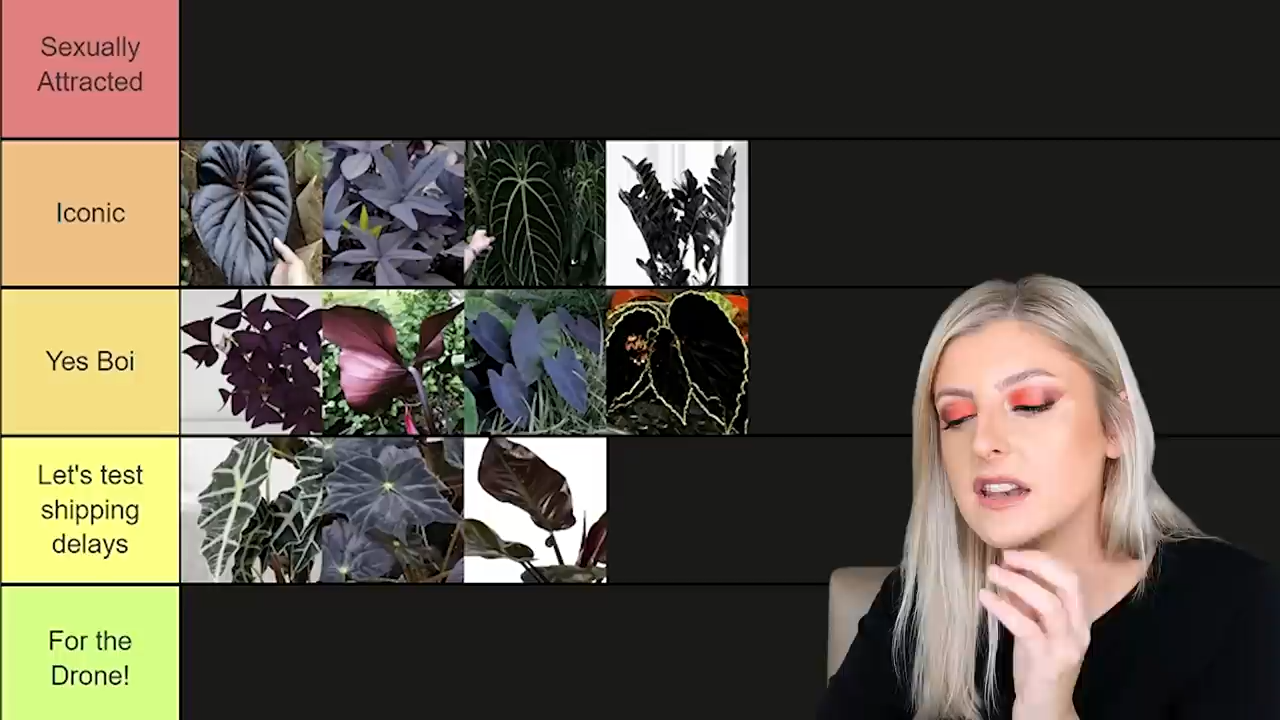 Sexually
Attracted
Iconic
Yes Boi
Let's test
shipping
delays
For the
Drone!